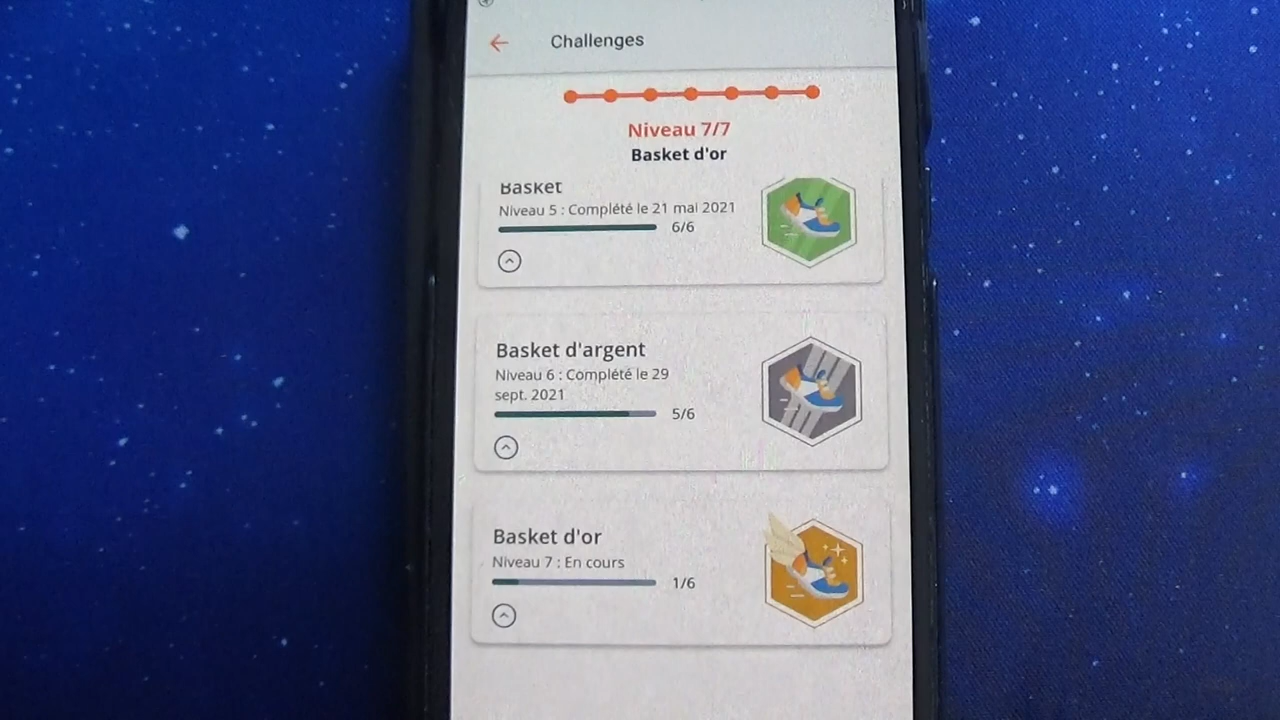 Challenges
Niveau 7/7
Basket d'or
Basket
Niveau 5 : Complété le 21 mai 2021
6/6
Basket d'argent
Niveau 6 : Complété le 29
sept. 2021
5/6
Basket d'or
Niveau 7 : En cours
1/6